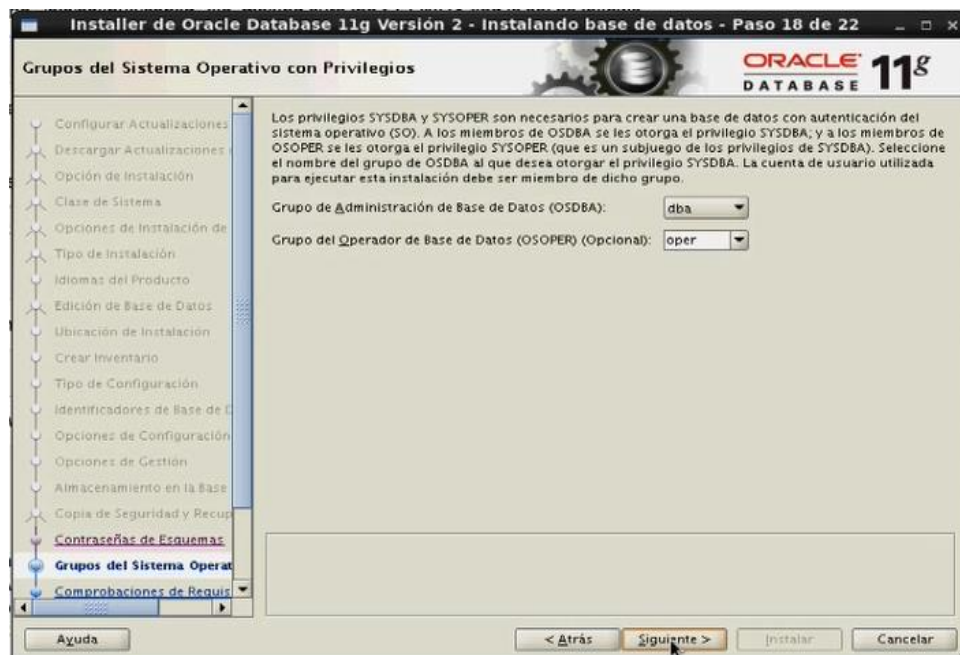 Installer de Oracle Database 11g Versión 2 - Instalando base de datos - Paso 18 de 22
Grupos del Sistema Operativo con Privilegios
ORACLE
DATABASE
11g
Configurar Actualizaciones
Descargar Actualizaciones
Opción de Instalación
Clase de Sistema
Opciones de Instalación de
Tipo de Instalación
Idiomas del Producto
Edición de Base de Datos
Ubicación de Instalación
Crear Inventario
Tipo de Configuración
Identificadores de Base de D
Opciones de Configuración
Opciones de Gestión
Almacenamiento en la Base
Copia de Seguridad y Recup
Contraseñas de Esquemas
Grupos del Sistema Operat
Comprobaciones de Requis
Los privilegios SYSDBA y SYSOPER son necesarios para crear una base de datos con autenticación del
sistema operativo (SO). A los miembros de OSDBA se les otorga el privilegio SYSDBA; y a los miembros de
OSOPER se les otorga el privilegio SYSOPER (que es un subjuego de los privilegios de SYSDBA). Seleccione
el nombre del grupo de OSDBA al que desea otorgar el privilegio SYSDBA. La cuenta de usuario utilizada
para ejecutar esta instalación debe ser miembro de dicho grupo.
Grupo de Administración de Base de Datos (OSDBA): dba
Grupo del Operador de Base de Datos (OSOPER) (Opcional): oper
Ayuda
< Atrás
Siguiente >
Instalar
Cancelar